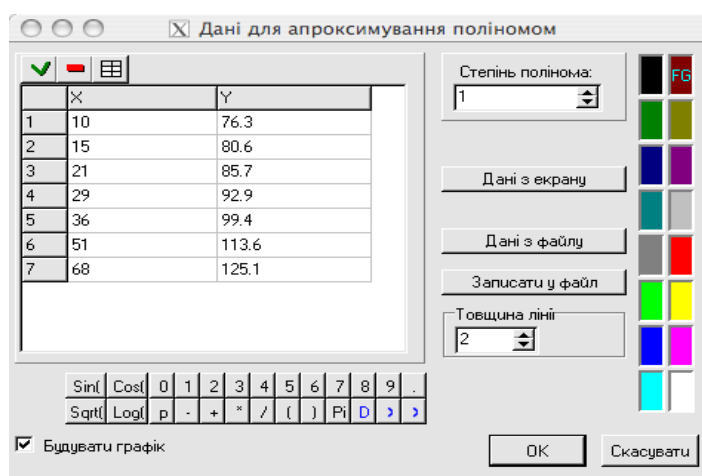 Дані для апроксимування поліномом
X Y
1 10 76.3
2 15 80.6
3 21 85.7
4 29 92.9
5 36 99.4
6 51 113.6
7 68 125.1
Степінь полінома:
1
FG
Дані з екрану
Дані з файлу
Записати у файл
Товщина лінії
2
Sin( Cos( 0 1 2 3 4 5 6 7 8 9 .
Sqrt( Log( p - + * / ( ) Pi D
Будувати графік
OK
Скасувати